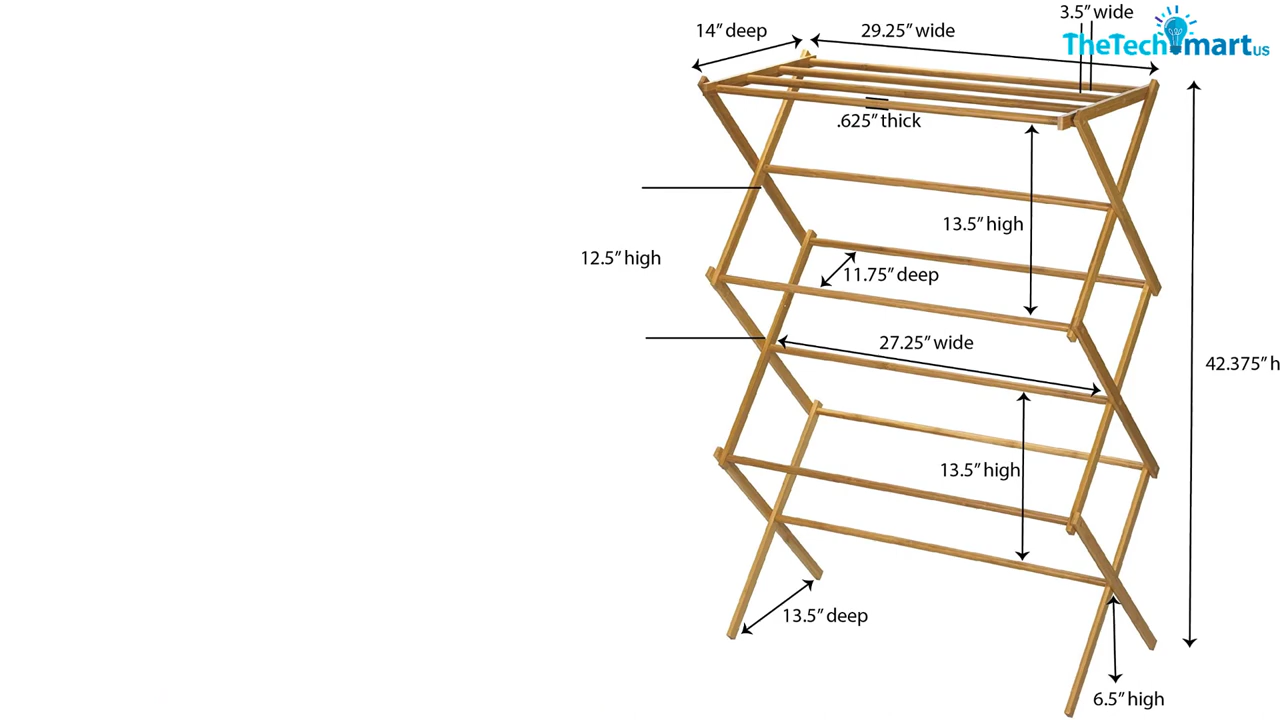 3.5” wide
14” deep
29.25” wide
TheTechmartUS
.625” thick
13.5” high
12.5” high
11.75” deep
27.25” wide
42.375” h
13.5” high
13.5” deep
6.5” high